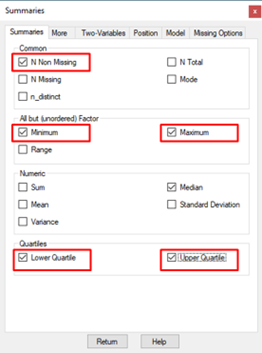 Summaries
Summaries More Two-Variables Position Model Missing Options
Common
N Non Missing N Total
N Missing Mode
n_distinct
All but (unordered) Factor
Minimum Maximum
Range
Numeric
Sum Median
Mean Standard Deviation
Variance
Quartiles
Lower Quartile Upper Quartile
Return Help